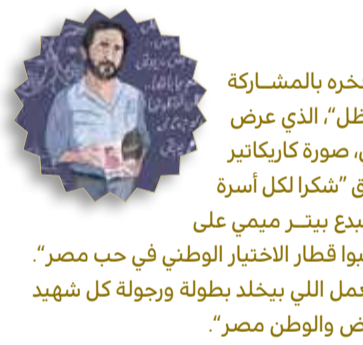 خره بالمشاركة
ظل“، الذي عرض
، صورة كاريكاتير
ق ”شكرا لكل أسرة
بدع بيتر ميمي على
بوا قطار الاختيار الوطني في حب مصر“.
عمل اللي بيخلد بطولة ورجولة كل شهيد
ض والوطن مصر“.